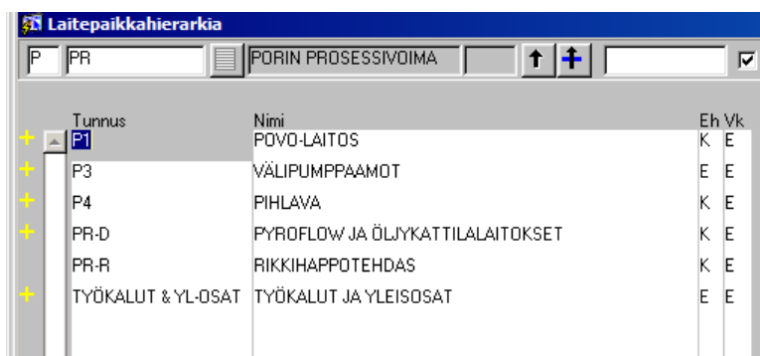 Laitepaikkahierarkia
P PR PORIN PROSESSIVOIMA
Tunnus Nimi Eh Vk
P1 POVO-LAITOS K E
P3 VÄLIPUMPPAAMOT E E
P4 PIHLAVA K E
PR-D PYROFLOW JA ÖLJYKATTILALAITOKSET K E
PR-R RIKKIHAPPOTEHDAS K E
TYÖKALUT & YL-OSAT TYÖKALUT JA YLEISOSAT E E